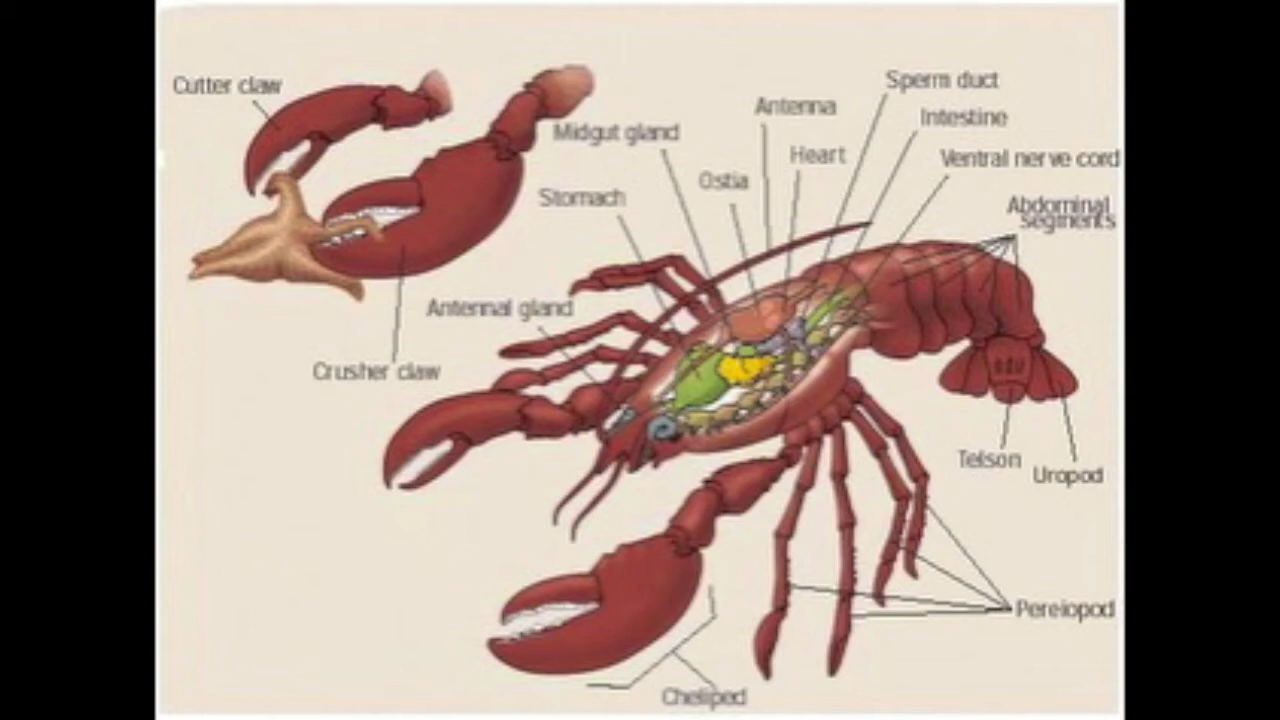 Cutter claw
Sperm duct
Antenna
Intestine
Midgut gland
Heart
Ventral nerve cord
Ostia
Stomach
Abdominal
segments
Antennal gland
Crusher claw
Telson
Uropod
Pereiopod
Cheliped